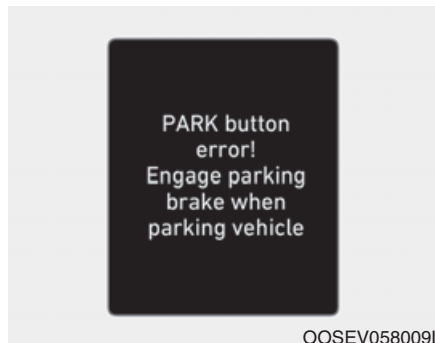 PARK button
error!
Engage parking
brake when
parking vehicle
OOSEV058009L